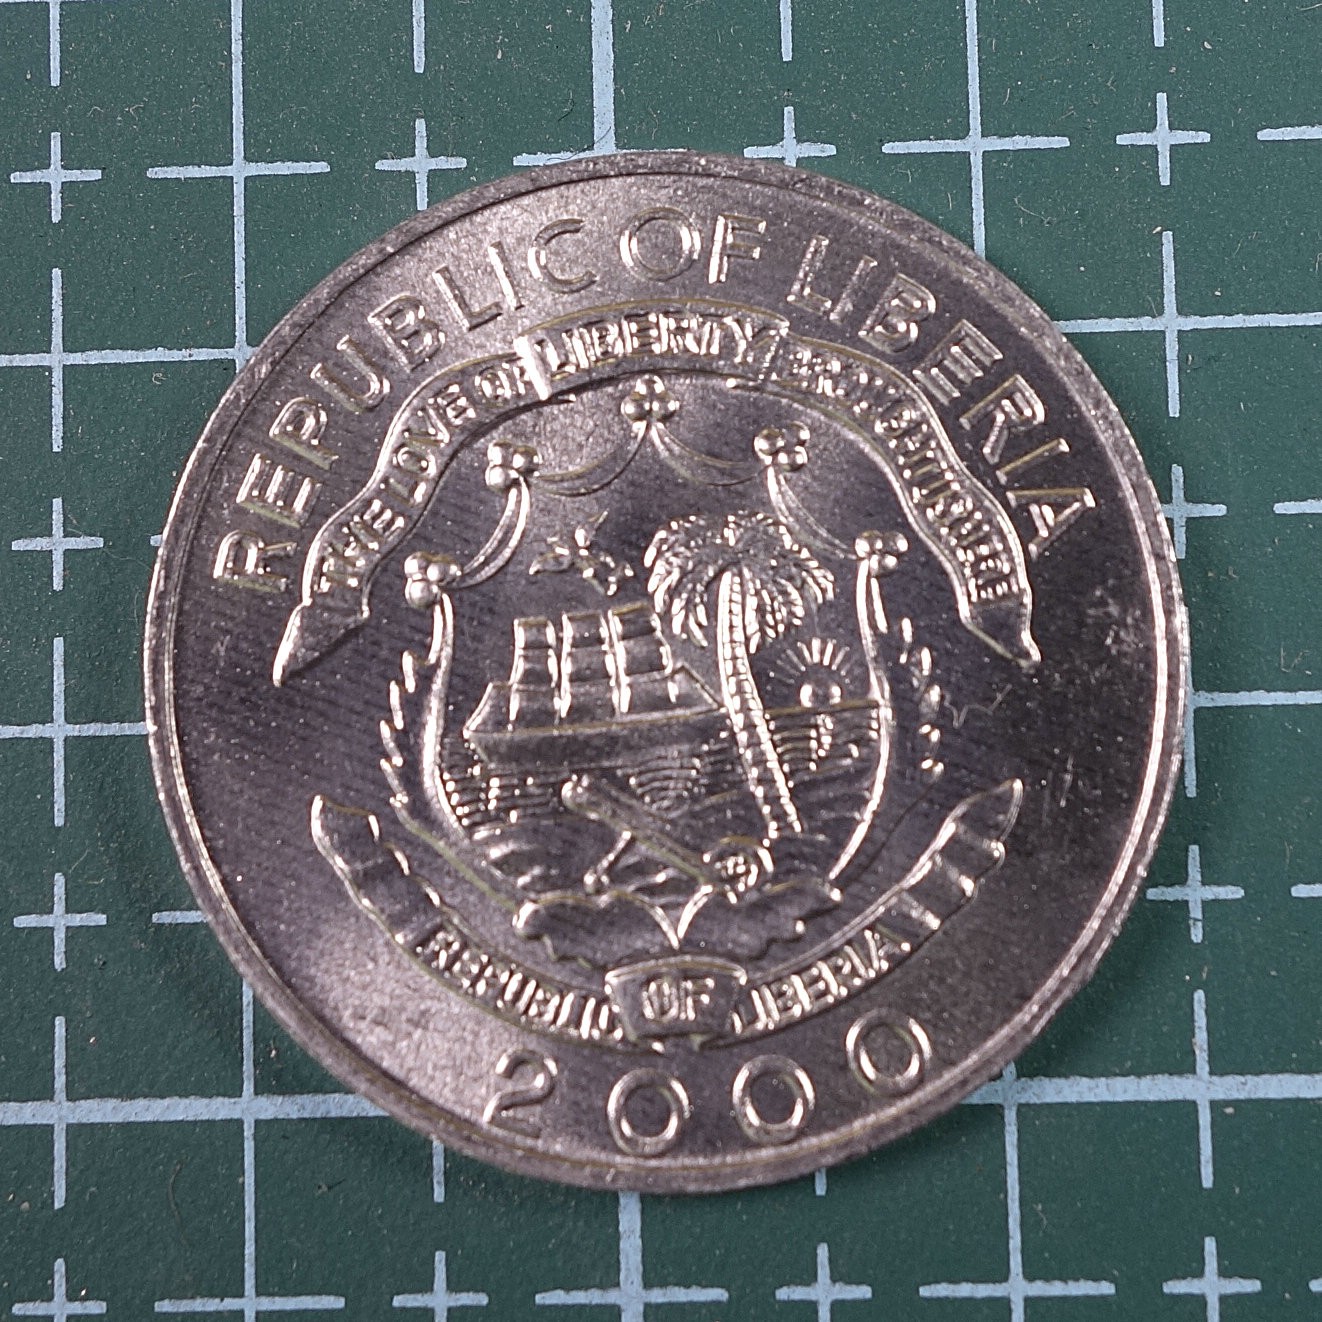 REPUBLIC OF LIBERIA
THE LOVE OF LIBERTY BROUGHT US HERE
REPUBLIC OF LIBERIA
2000